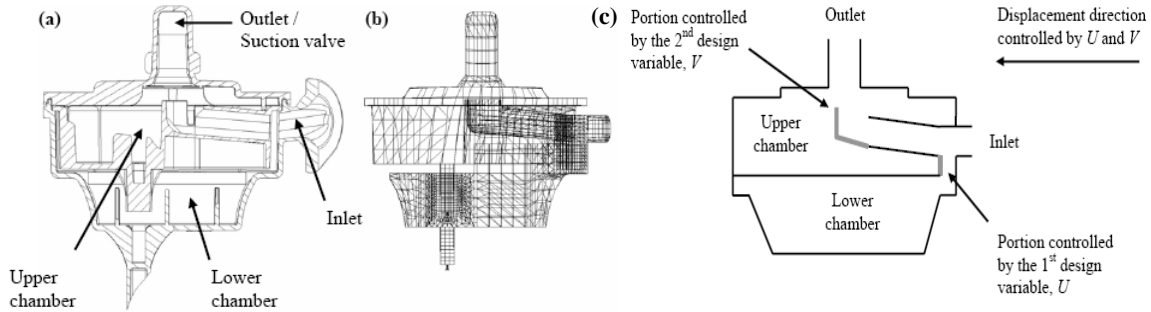 (a)
Outlet /
Suction valve
Inlet
Upper
chamber
Lower
chamber
(b)
(c)
Portion controlled
by the 2nd design
variable, V
Outlet
Displacement direction
controlled by U and V
Upper
chamber
Inlet
Lower
chamber
Portion controlled
by the 1st design
variable, U